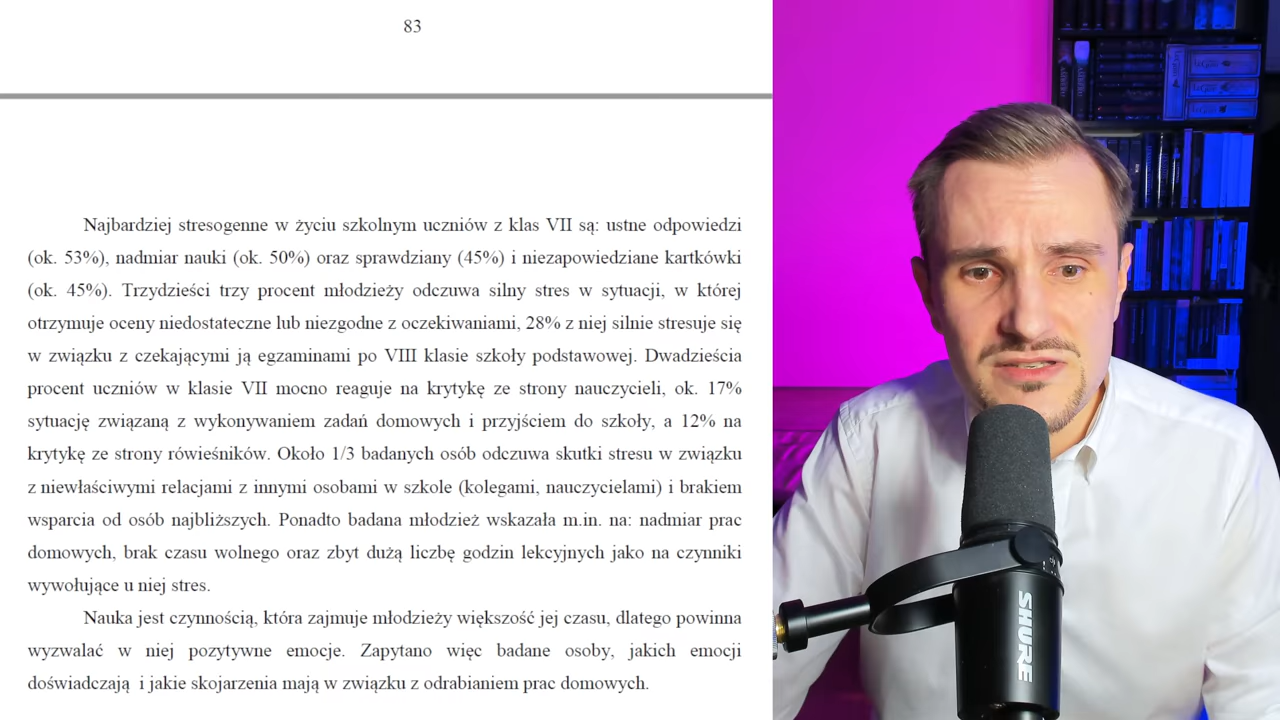 83
Najbardziej stresogenne w życiu szkolnym uczniów z klas VII są: ustne odpowiedzi
(ok. 53%), nadmiar nauki (ok. 50%) oraz sprawdziany (45%) i niezapowiedziane kartkówki
(ok. 45%). Trzydzieści trzy procent młodzieży odczuwa silny stres w sytuacji, w której
otrzymuje oceny niedostateczne lub niezgodne z oczekiwaniami, 28% z niej silnie stresuje się
w związku z czekającymi ją egzaminami po VIII klasie szkoły podstawowej. Dwadzieścia
procent uczniów w klasie VII mocno reaguje na krytykę ze strony nauczycieli, ok. 17%
sytuację związaną z wykonywaniem zadań domowych i przyjściem do szkoły, a 12% na
krytykę ze strony rówieśników. Około 1/3 badanych osób odczuwa skutki stresu w związku
z niewłaściwymi relacjami z innymi osobami w szkole (kolegami, nauczycielami) i brakiem
wsparcia od osób najbliższych. Ponadto badana młodzież wskazała m.in. na: nadmiar prac
domowych, brak czasu wolnego oraz zbyt dużą liczbę godzin lekcyjnych jako na czynniki
wywołujące u niej stres.
Nauka jest czynnością, która zajmuje młodzieży większość jej czasu, dlatego powinna
wyzwalać w niej pozytywne emocje. Zapytano więc badane osoby, jakich emocji
doświadczają i jakie skojarzenia mają w związku z odrabianiem prac domowych.
SHURE